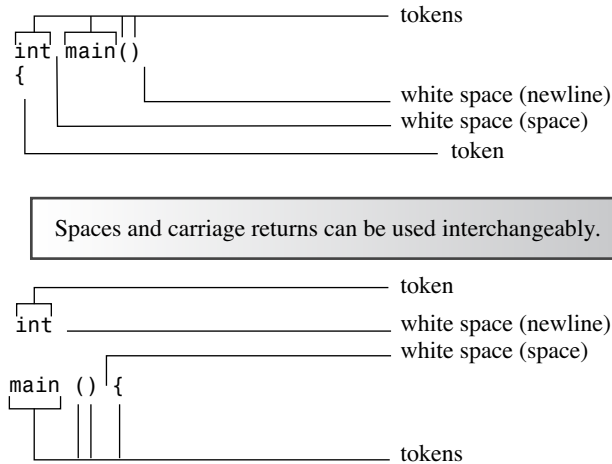 tokens
int main()
{
white space (newline)
white space (space)
token
Spaces and carriage returns can be used interchangeably.
token
int
white space (newline)
white space (space)
main () {
tokens